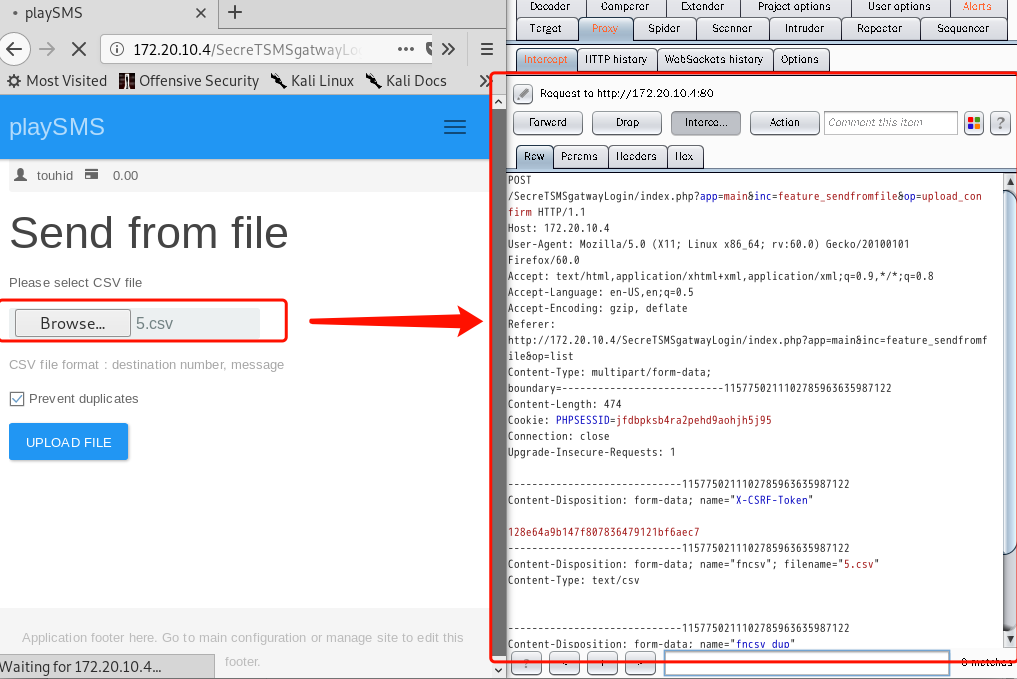 playSMS
172.20.10.4/SecreTSMSgatwayLo
Most Visited
Offensive Security
Kali Linux
Kali Docs
playSMS
touhid
0.00
Send from file
Please select CSV file
Browse...
5.csv
CSV file format : destination number, message
Prevent duplicates
UPLOAD FILE
Application footer here. Go to main configuration or manage site to edit this
footer.
Waiting for 172.20.10.4...
Decoder
Comparer
Extender
Project options
User options
Alerts
Target
Proxy
Spider
Scanner
Intruder
Repeater
Sequencer
Intercept
HTTP history
WebSockets history
Options
Request to http://172.20.10.4:80
Forward
Drop
Interce...
Action
Comment this item
?
Raw
Params
Headers
Hex
POST
/SecreTSMSgatwayLogin/index.php?app=main&inc=feature_sendfromfile&op=upload_con
firm HTTP/1.1
Host: 172.20.10.4
User-Agent: Mozilla/5.0 (X11; Linux x86_64; rv:60.0) Gecko/20100101
Firefox/60.0
Accept: text/html,application/xhtml+xml,application/xml;q=0.9,*/*;q=0.8
Accept-Language: en-US,en;q=0.5
Accept-Encoding: gzip, deflate
Referer:
http://172.20.10.4/SecreTSMSgatwayLogin/index.php?app=main&inc=feature_sendfromf
ile&op=list
Content-Type: multipart/form-data;
boundary=---------------------------1157750211102785963635987122
Content-Length: 474
Cookie: PHPSESSID=jfdbpksb4ra2pehd9aohjh5j95
Connection: close
Upgrade-Insecure-Requests: 1
-----------------------------1157750211102785963635987122
Content-Disposition: form-data; name="X-CSRF-Token"
128e64a9b147f807836479121bf6aec7
-----------------------------1157750211102785963635987122
Content-Disposition: form-data; name="fncsv"; filename="5.csv"
Content-Type: text/csv
-----------------------------1157750211102785963635987122
Content-Disposition: form-data; name="fncsv_dup"
?
<
+
>
0 matches